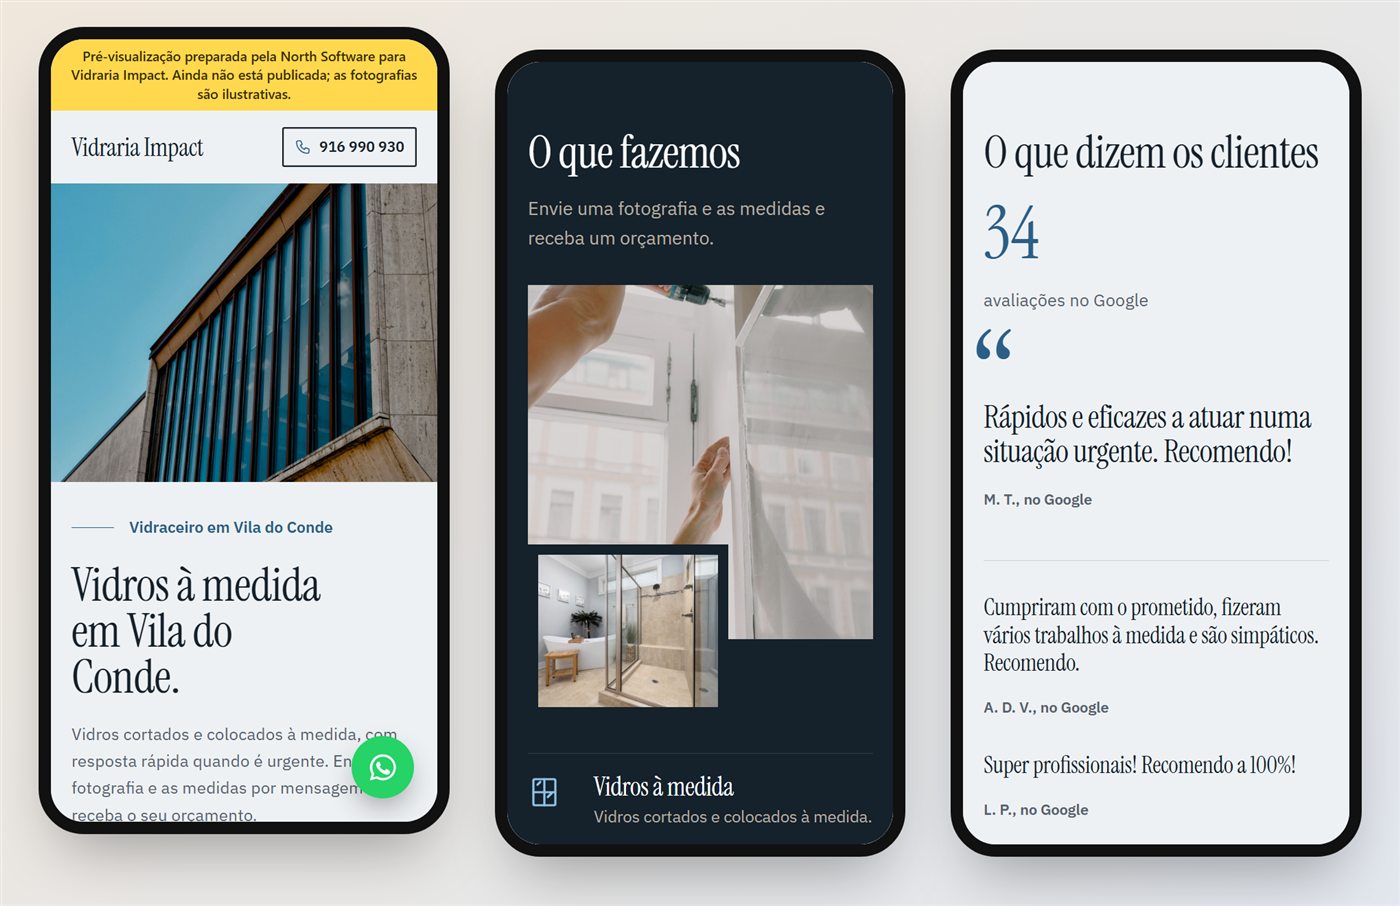 Pré-visualização preparada pela North Software para
Vidraria Impact. Ainda não está publicada; as fotografias
são ilustrativas.
Vidraria Impact
916 990 930
Vidraceiro em Vila do Conde
Vidros à medida
em Vila do
Conde.
Vidros cortados e colocados à medida, com
resposta rápida quando é urgente. En
fotografia e as medidas por mensagem
receba o seu orçamento.
O que fazemos
Envie uma fotografia e as medidas e
receba um orçamento.
Vidros à medida
Vidros cortados e colocados à medida.
O que dizem os clientes
34
avaliações no Google
“
Rápidos e eficazes a atuar numa
situação urgente. Recomendo!
M. T., no Google
Cumpriram com o prometido, fizeram
vários trabalhos à medida e são simpáticos.
Recomendo.
A. D. V., no Google
Super profissionais! Recomendo a 100%!
L. P., no Google